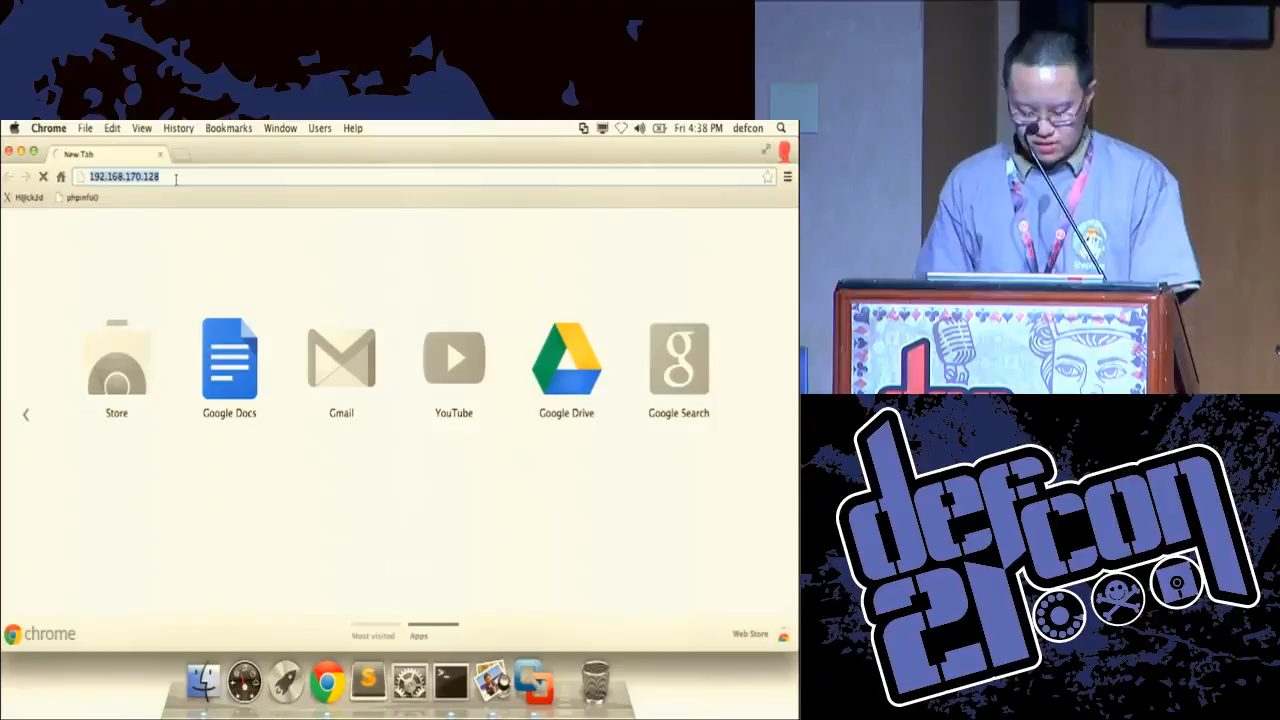 Chrome File Edit View History Bookmarks Window Users Help Fri 4:38 PM defcon
New Tab
192.168.170.128
H@ck3d phpinfo()
Store Google Docs Gmail YouTube Google Drive Google Search
chrome Most visited Apps Web Store
defcon
21